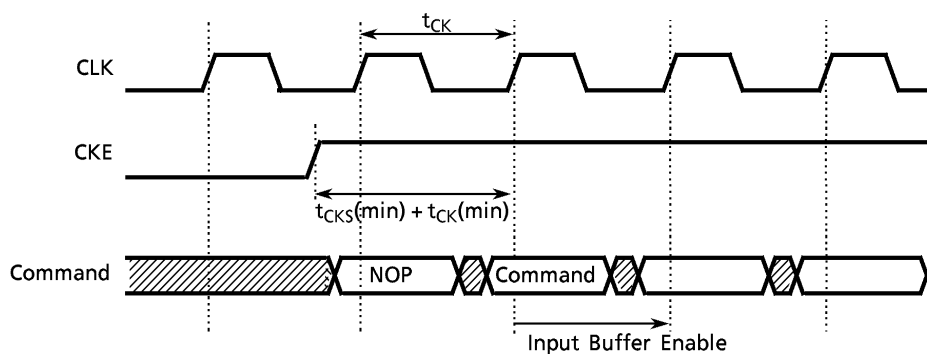 tCK
CLK
CKE
tCKS(min) + tCK(min)
Command NOP Command
Input Buffer Enable